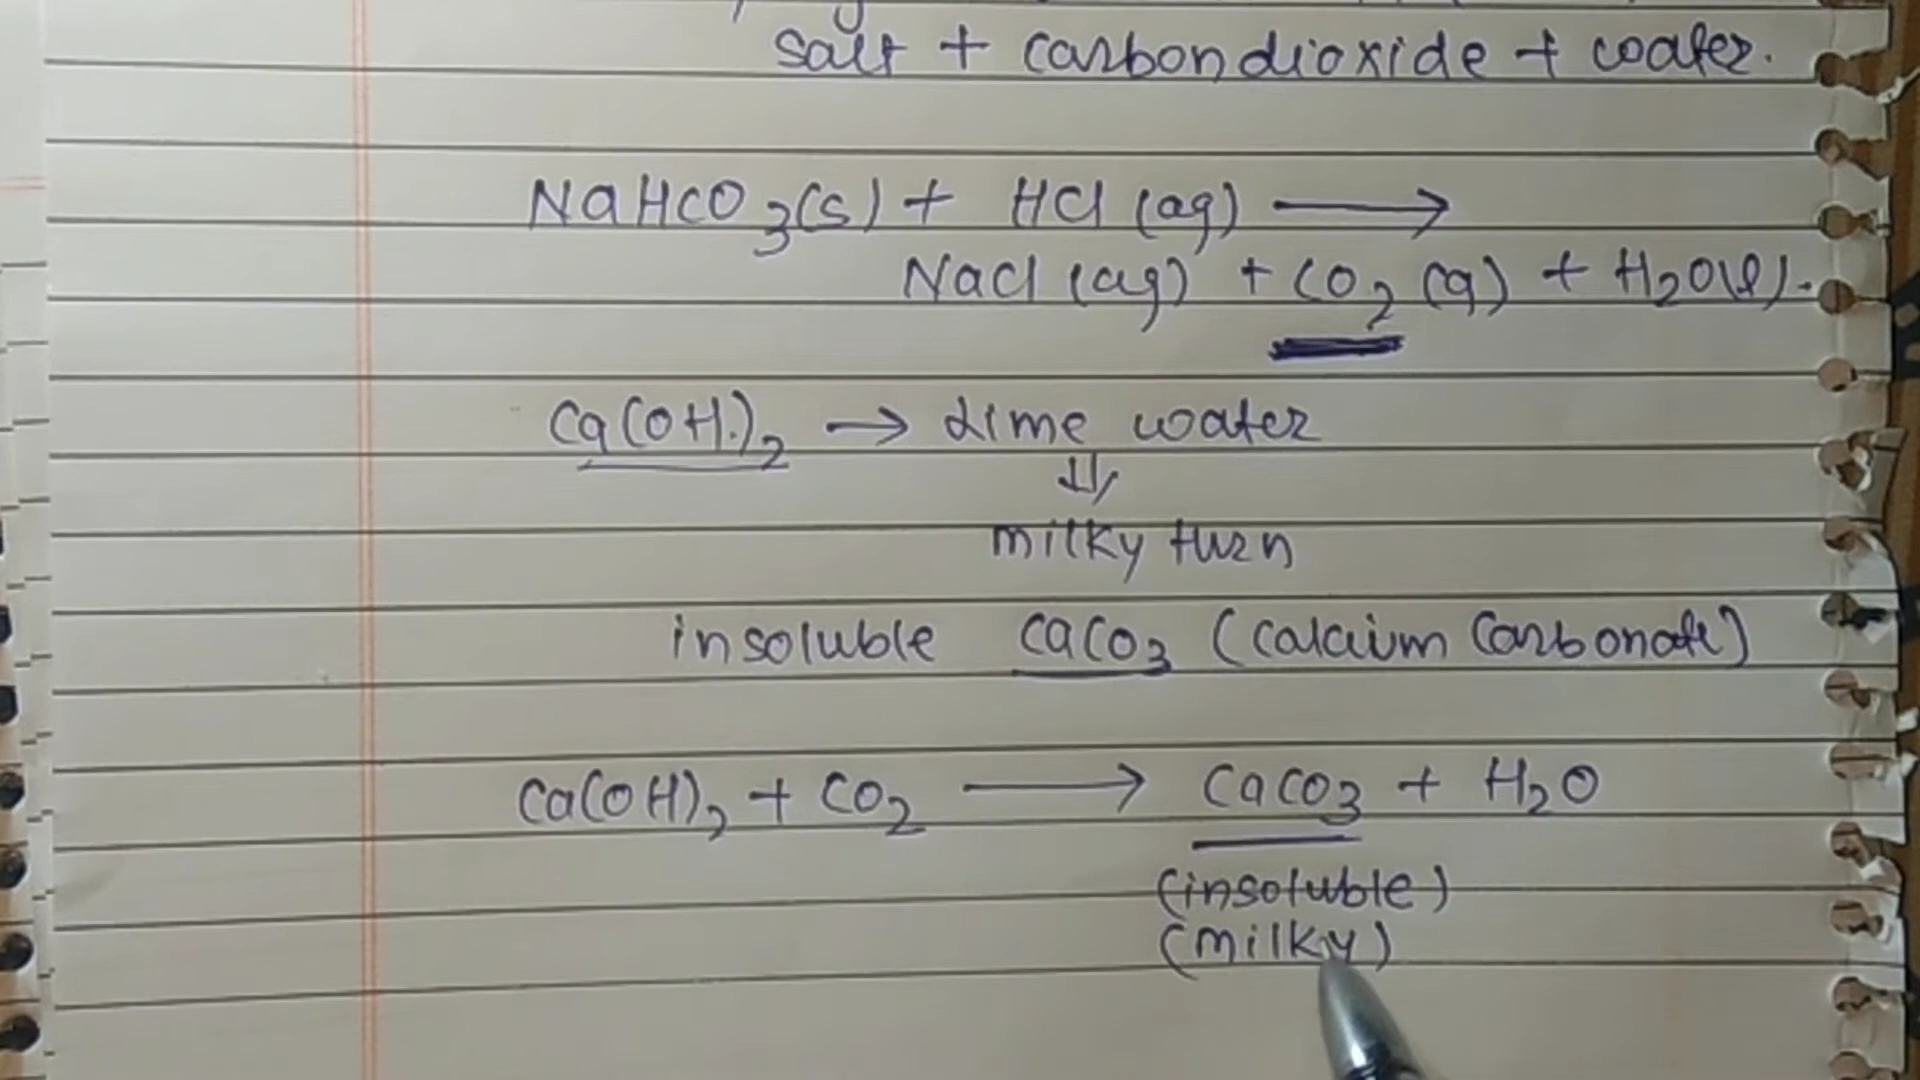 salt + carbondioxide + water.
NaHCO3(s) + HCl (aq) ⟶
NaCl (aq) + CO2 (g) + H2O(l).
Ca(OH)2 → Lime water
⇓
milky turn
insoluble CaCO3 (Calcium Carbonate)
Ca(OH)2 + CO2 ⟶ CaCO3 + H2O
(insoluble)
(milky)